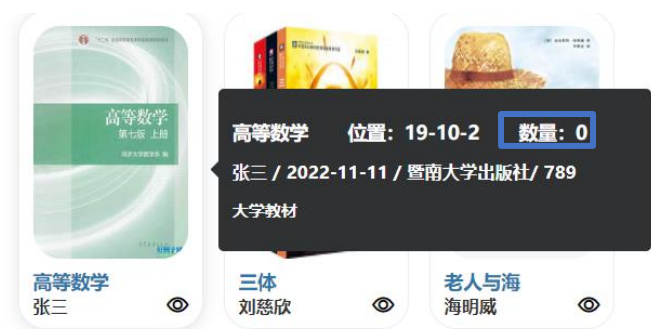 高等数学
第七版 上册
同济大学数学系 编
高等数学 位置：19-10-2 数量：0
张三 / 2022-11-11 / 暨南大学出版社/ 789
大学教材
高等数学
张三
三体
刘慈欣
老人与海
海明威